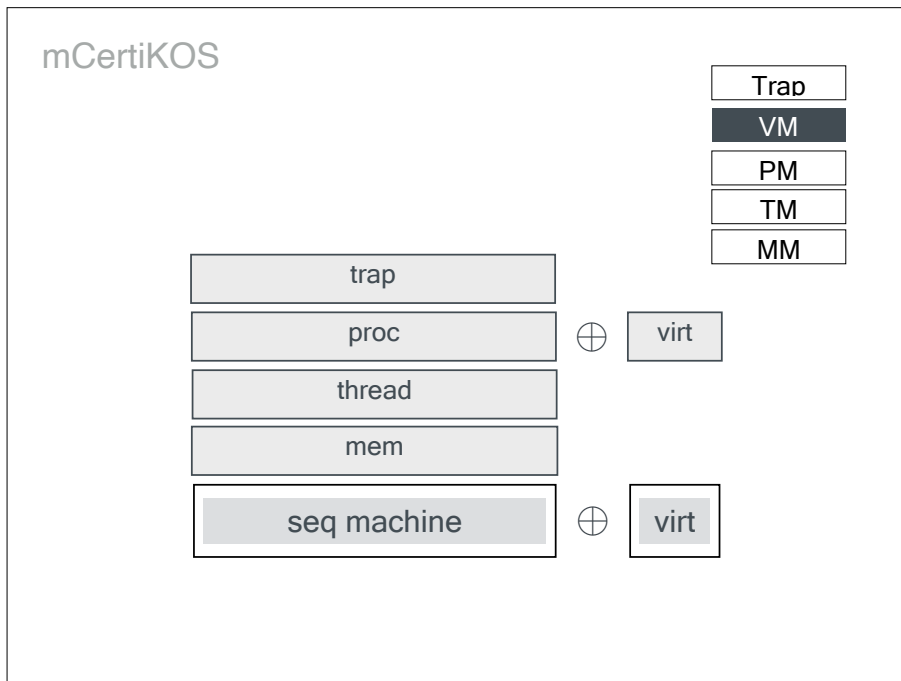 mCertiKOS
Trap
VM
PM
TM
MM
trap
proc ⊕ virt
thread
mem
seq machine ⊕ virt